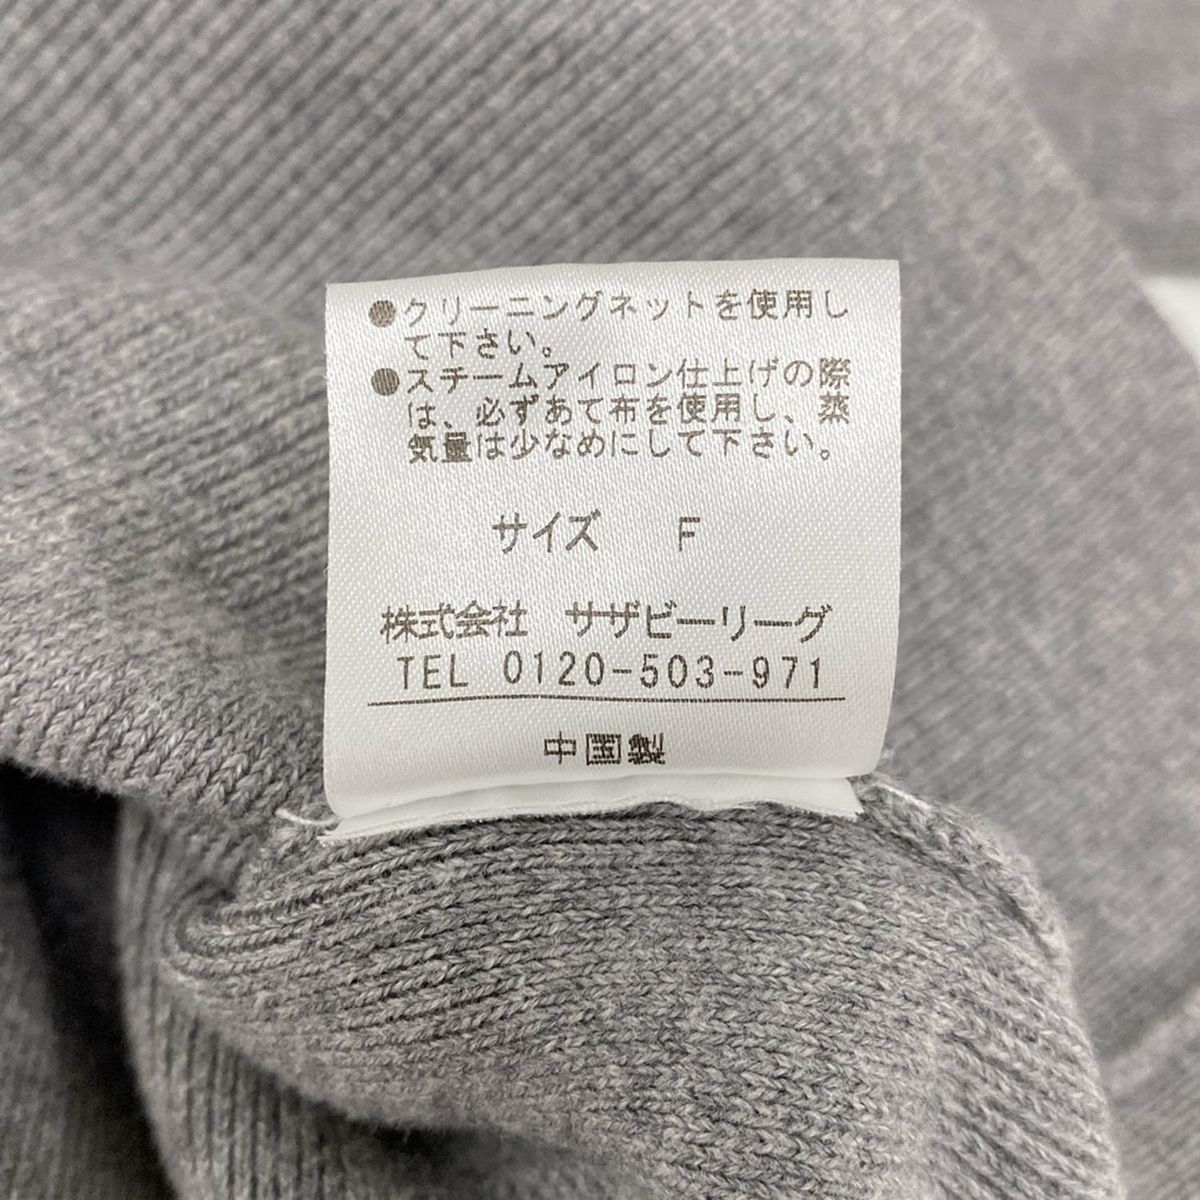 ●クリーニングネットを使用し
て下さい。
●スチームアイロン仕上げの際
は、必ずあて布を使用し、蒸
気量は少なめにして下さい。
サイズ F
株式会社 サザビーリーグ
TEL 0120-503-971
中国製